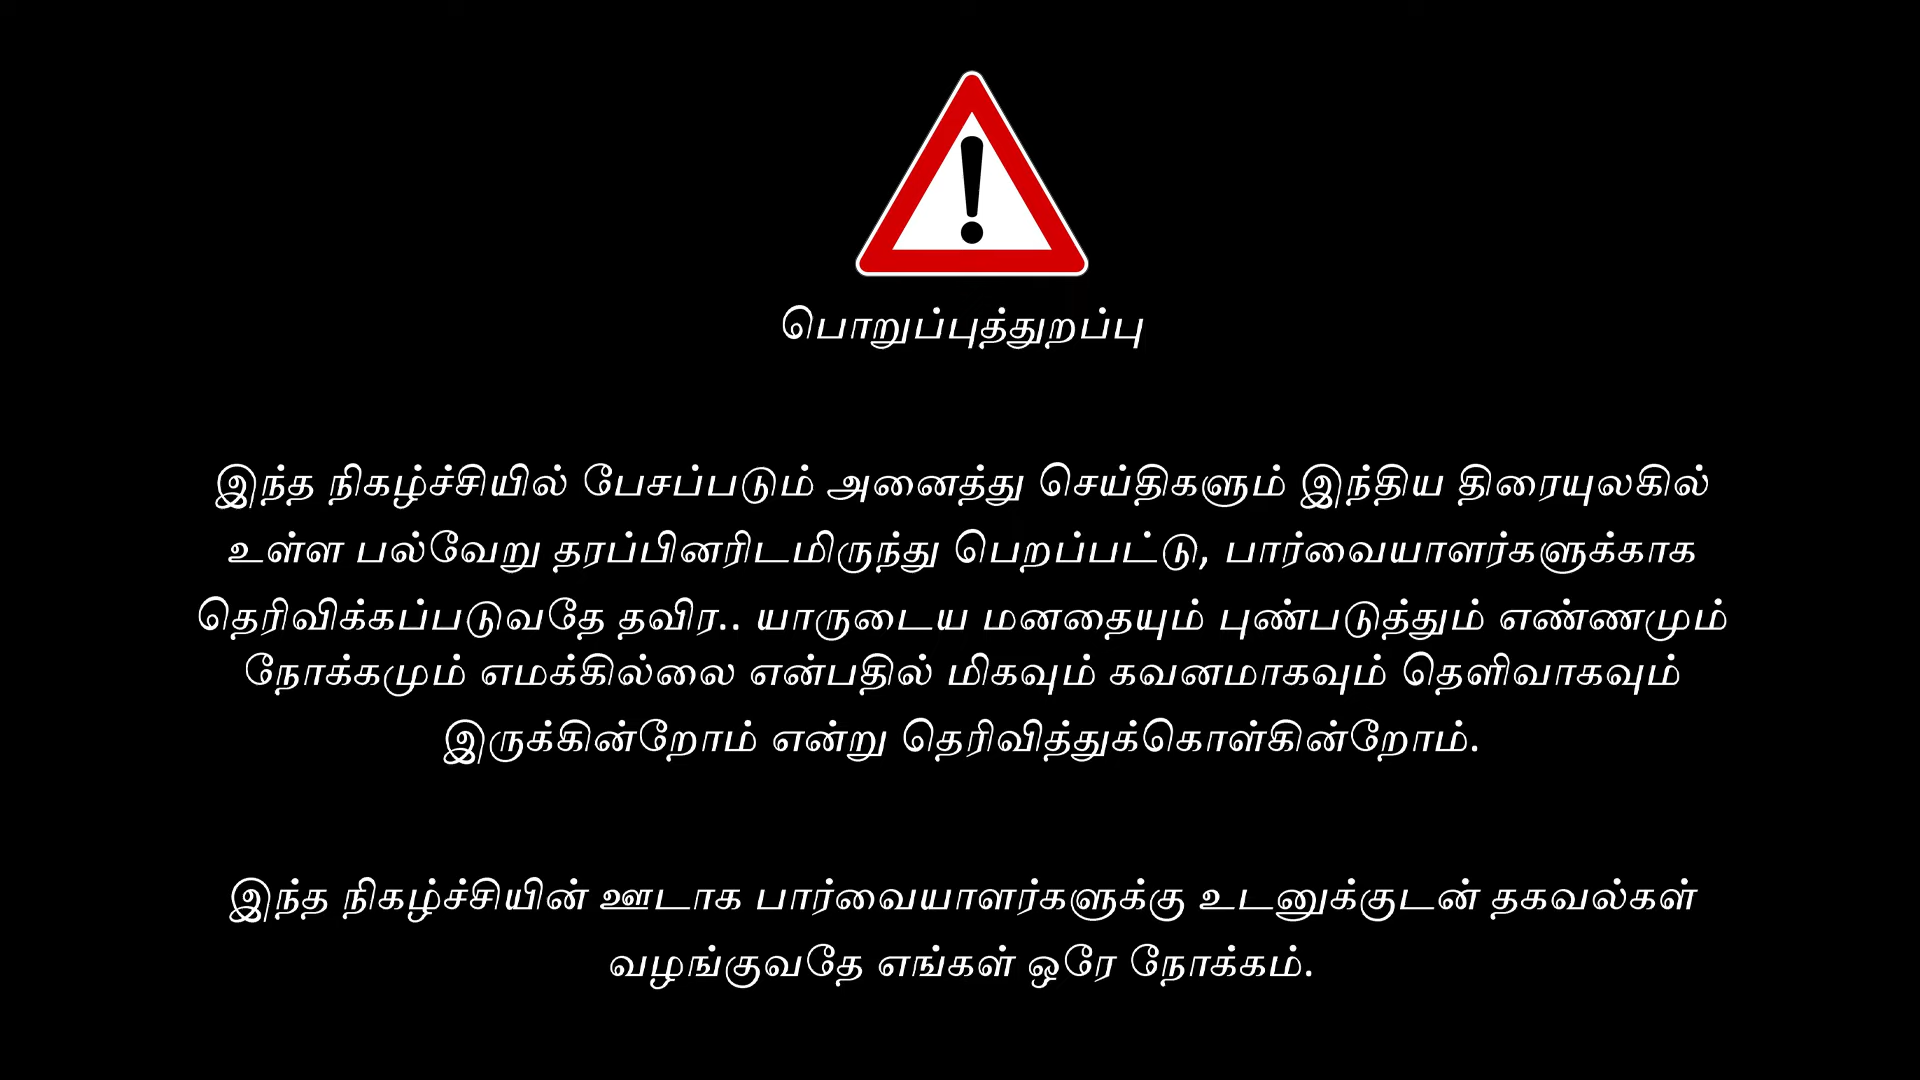 பொறுப்புத்துறப்பு
இந்த நிகழ்ச்சியில் பேசப்படும் அனைத்து செய்திகளும் இந்திய திரையுலகில்
உள்ள பல்வேறு தரப்பினரிடமிருந்து பெறப்பட்டு, பார்வையாளர்களுக்காக
தெரிவிக்கப்படுவதே தவிர.. யாருடைய மனதையும் புண்படுத்தும் எண்ணமும்
நோக்கமும் எமக்கில்லை என்பதில் மிகவும் கவனமாகவும் தெளிவாகவும்
இருக்கின்றோம் என்று தெரிவித்துக்கொள்கின்றோம்.
இந்த நிகழ்ச்சியின் ஊடாக பார்வையாளர்களுக்கு உடனுக்குடன் தகவல்கள்
வழங்குவதே எங்கள் ஒரே நோக்கம்.